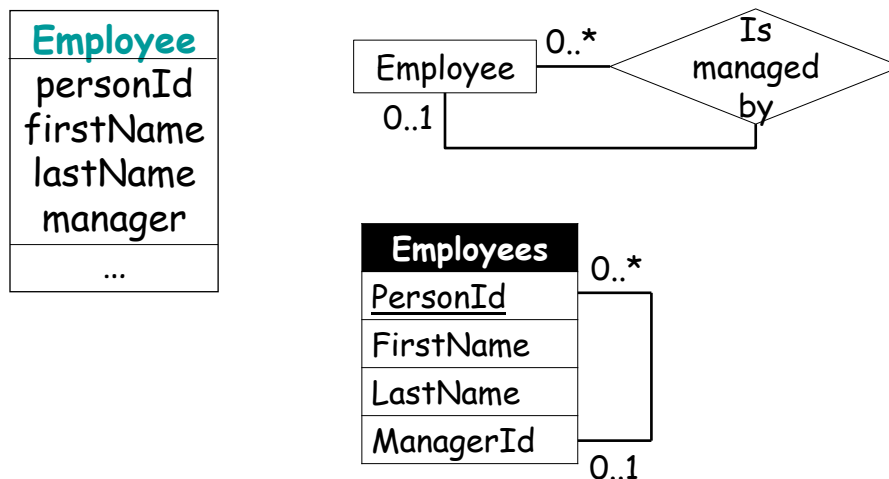 Employee
personId
firstName
lastName
manager
...
Employee
0..*
0..1
Is
managed
by
Employees
PersonId
FirstName
LastName
ManagerId
0..*
0..1